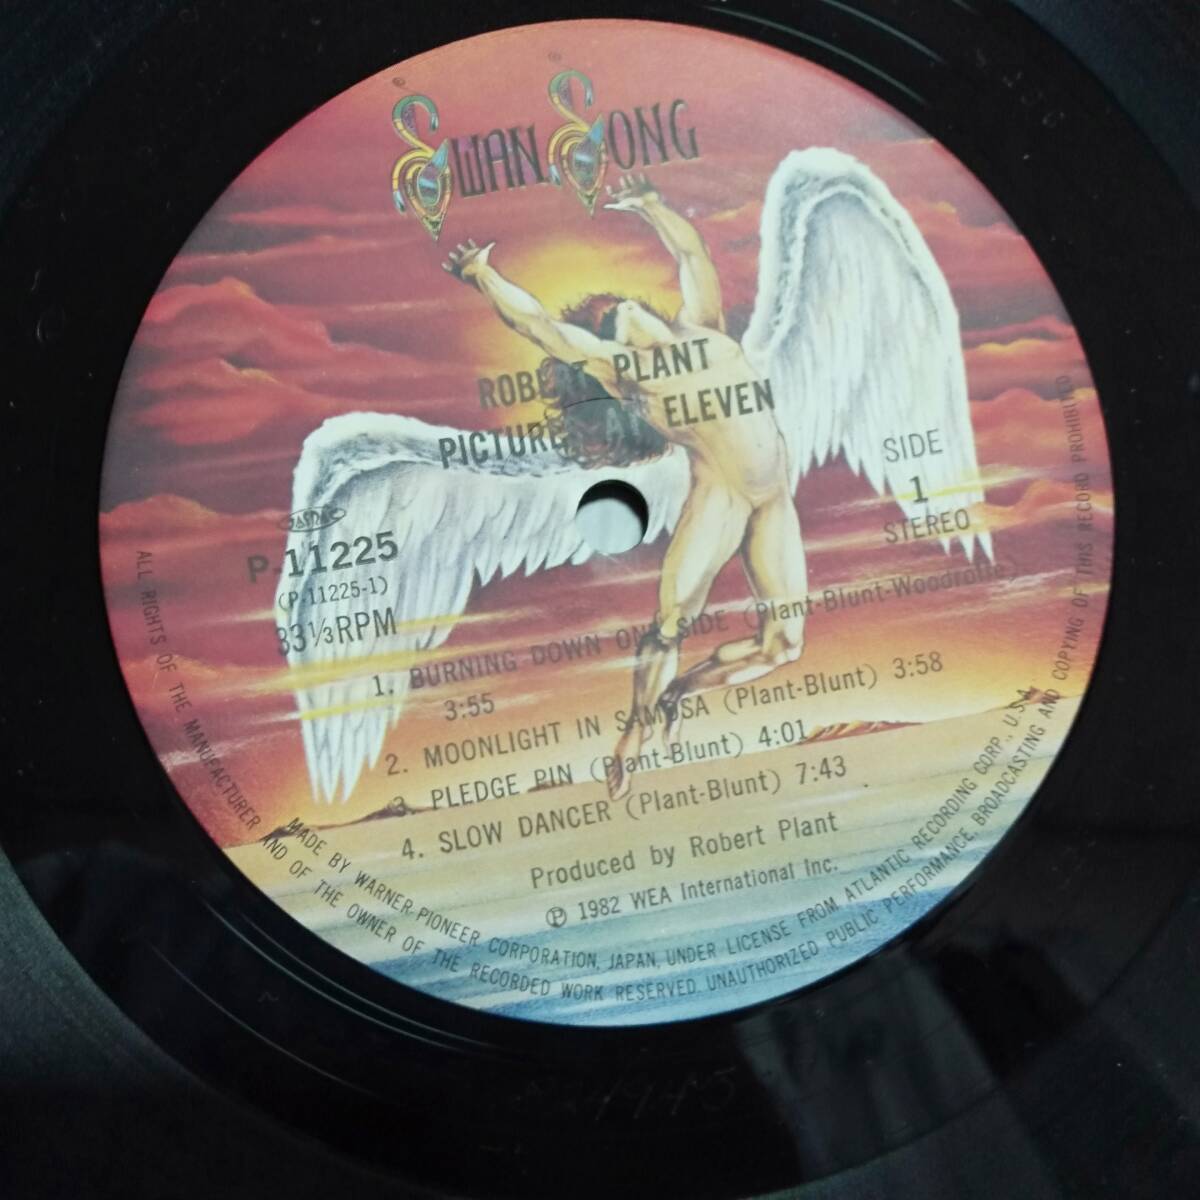 SWAN SONG
ROBERT PLANT
PICTURES AT ELEVEN
SIDE
1
STEREO
JASRAC
P-11225
(P-11225-1)
33⅓RPM
1. BURNING DOWN ONE SIDE (Plant-Blunt-Woodroffe)
3:55
2. MOONLIGHT IN SAMOSA (Plant-Blunt) 3:58
3. PLEDGE PIN (Plant-Blunt) 4:01
4. SLOW DANCER (Plant-Blunt) 7:43
Produced by Robert Plant
Ⓟ 1982 WEA International Inc.
MADE BY WARNER-PIONEER CORPORATION, JAPAN, UNDER LICENSE FROM ATLANTIC RECORDING CORP., U.S.A.
ALL RIGHTS OF THE MANUFACTURER AND OF THE OWNER OF THE RECORDED WORK RESERVED UNAUTHORIZED PUBLIC PERFORMANCE, BROADCASTING AND COPYING OF THIS RECORD PROHIBITED